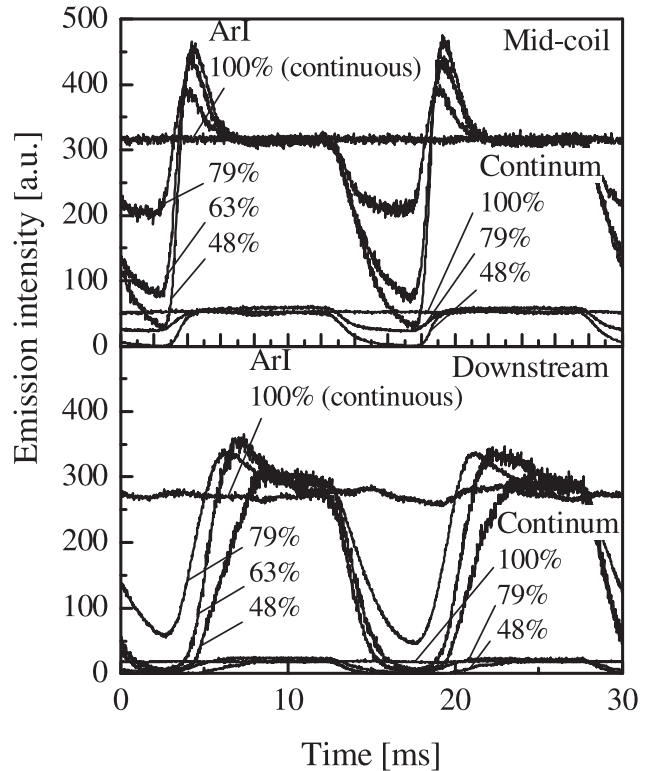 500
ArI
Mid-coil
100% (continuous)
400
300
79%
Continum
63%
100%
200
48%
79%
100
48%
0
ArI
Downstream
100% (continuous)
400
300
Continum
79%
100%
200
63%
79%
100
48%
48%
0
0
10
20
30
Emission intensity [a.u.]
Time [ms]